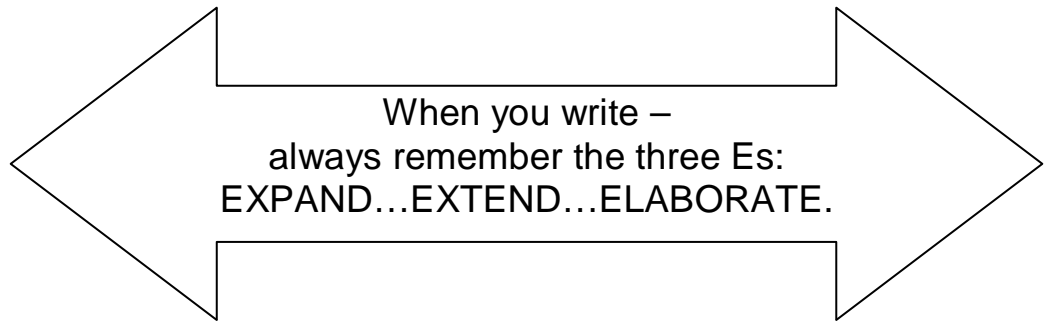 When you write –
always remember the three Es:
EXPAND…EXTEND…ELABORATE.